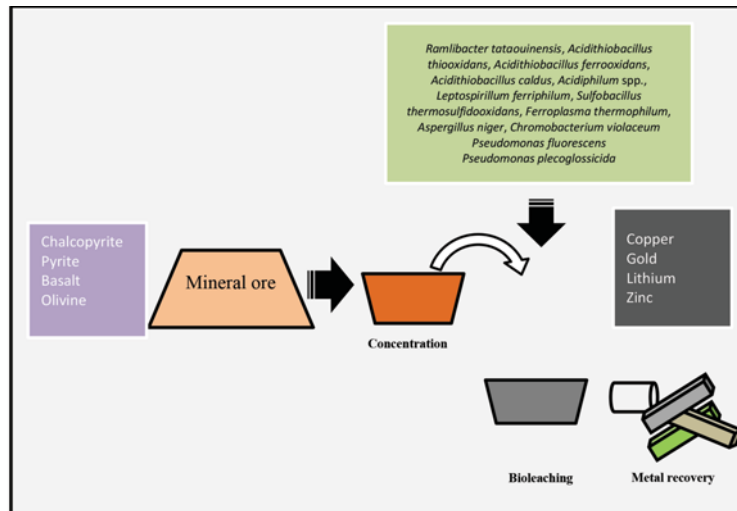 Ramlibacter tataouinensis, Acidithiobacillus
thiooxidans, Acidithiobacillus ferrooxidans,
Acidithiobacillus caldus, Acidiphilum spp.,
Leptospirillum ferriphilum, Sulfobacillus
thermosulfidooxidans, Ferroplasma thermophilum,
Aspergillus niger, Chromobacterium violaceum
Pseudomonas fluorescens
Pseudomonas plecoglossicida
Chalcopyrite
Pyrite
Basalt
Olivine
Mineral ore
Concentration
Copper
Gold
Lithium
Zinc
Bioleaching
Metal recovery